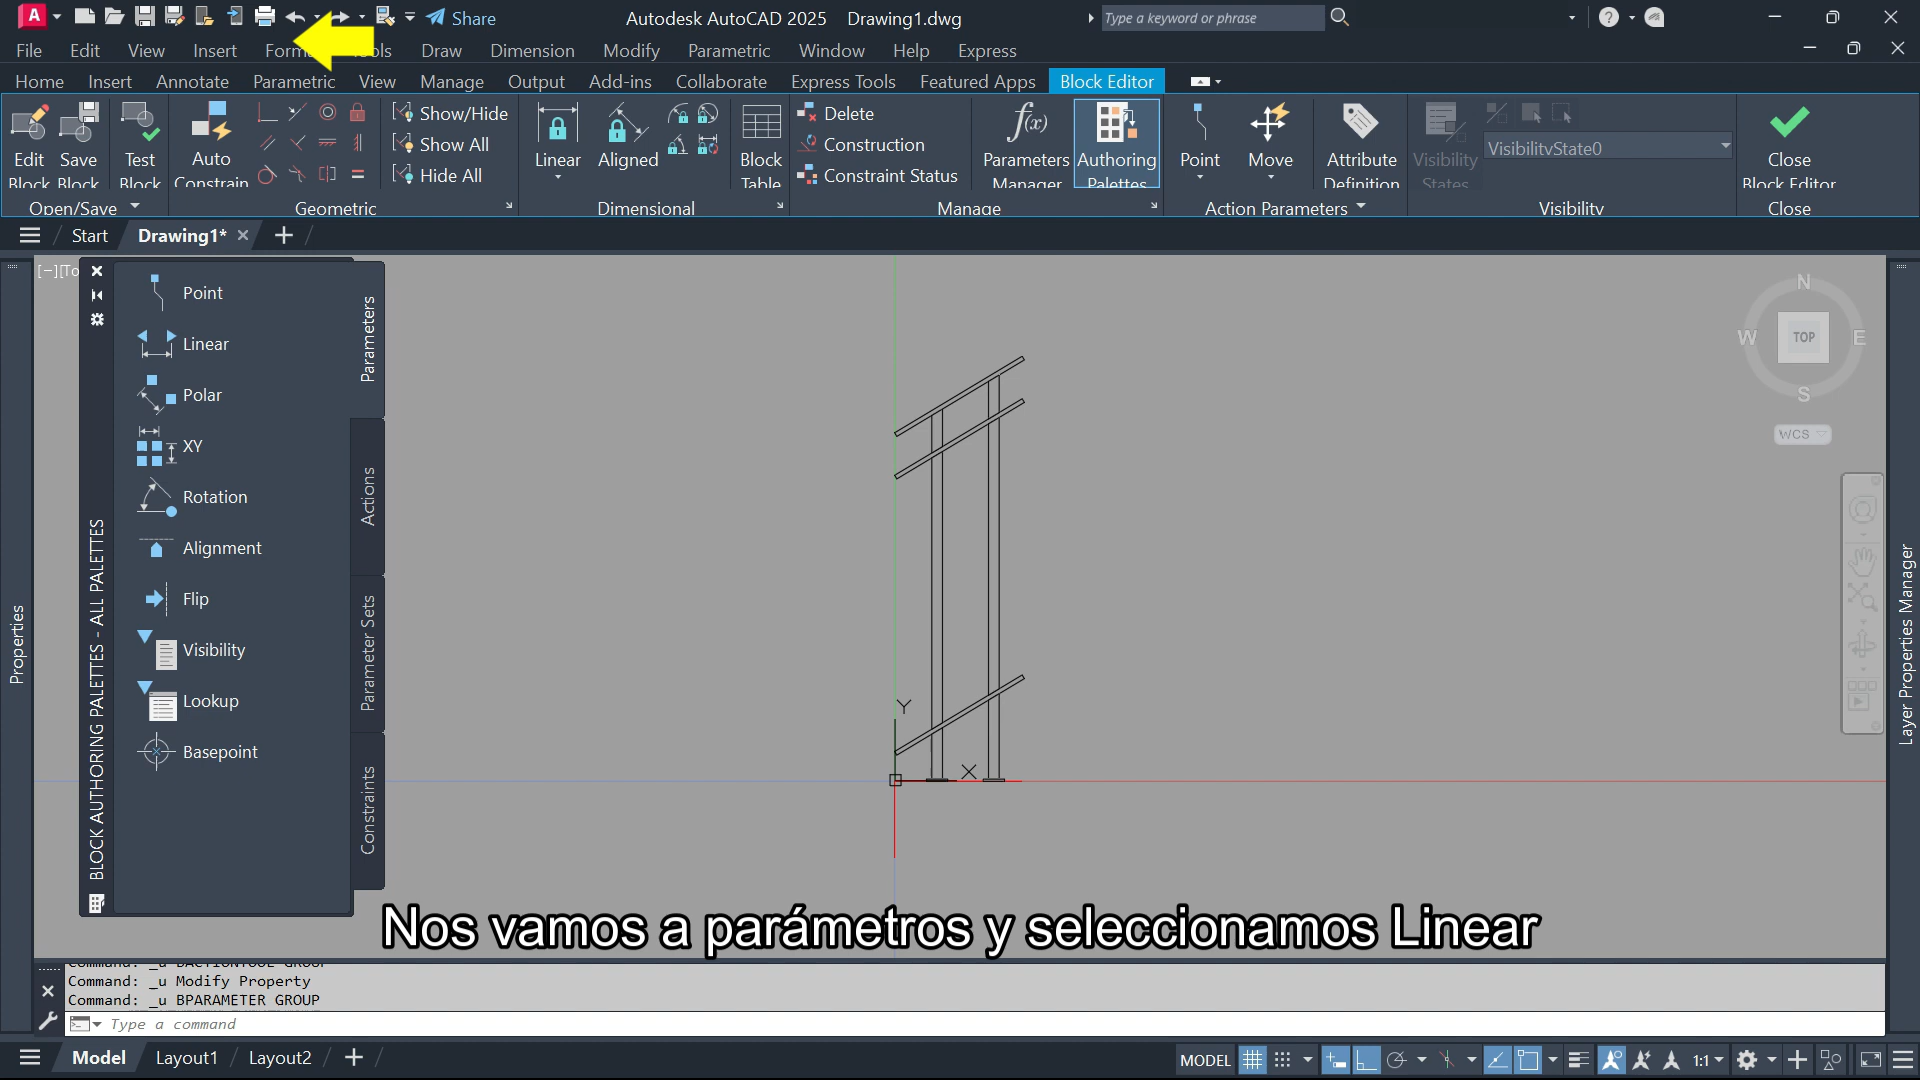 Share
Autodesk AutoCAD 2025 Drawing1.dwg
Type a keyword or phrase
File Edit View Insert Draw Dimension Modify Parametric Window Help Express
Home Insert Annotate Parametric View Manage Output Add-ins Collaborate Express Tools Featured Apps Block Editor
Edit Block
Save Block
Test Block
Auto Constrain
Show/Hide
Show All
Hide All
Linear
Aligned
Block Table
Delete
Construction
Constraint Status
Parameters Manager
Authoring Palettes
Point
Move
Attribute Definition
Visibility States
VisibilityState0
Close Block Editor
Open/Save
Geometric
Dimensional
Manage
Action Parameters
Visibility
Close
Start
Drawing1*
[−][To
Point
Linear
Polar
XY
Rotation
Alignment
Flip
Visibility
Lookup
Basepoint
Parameters
Actions
Parameter Sets
Constraints
BLOCK AUTHORING PALETTES - ALL PALETTES
Properties
Y
X
N
W
TOP
E
S
WCS
Layer Properties Manager
Nos vamos a parámetros y seleccionamos Linear
Command: _u BACTIONTOOL GROUP
Command: _u Modify Property
Command: _u BPARAMETER GROUP
Type a command
Model
Layout1
Layout2
MODEL
1:1